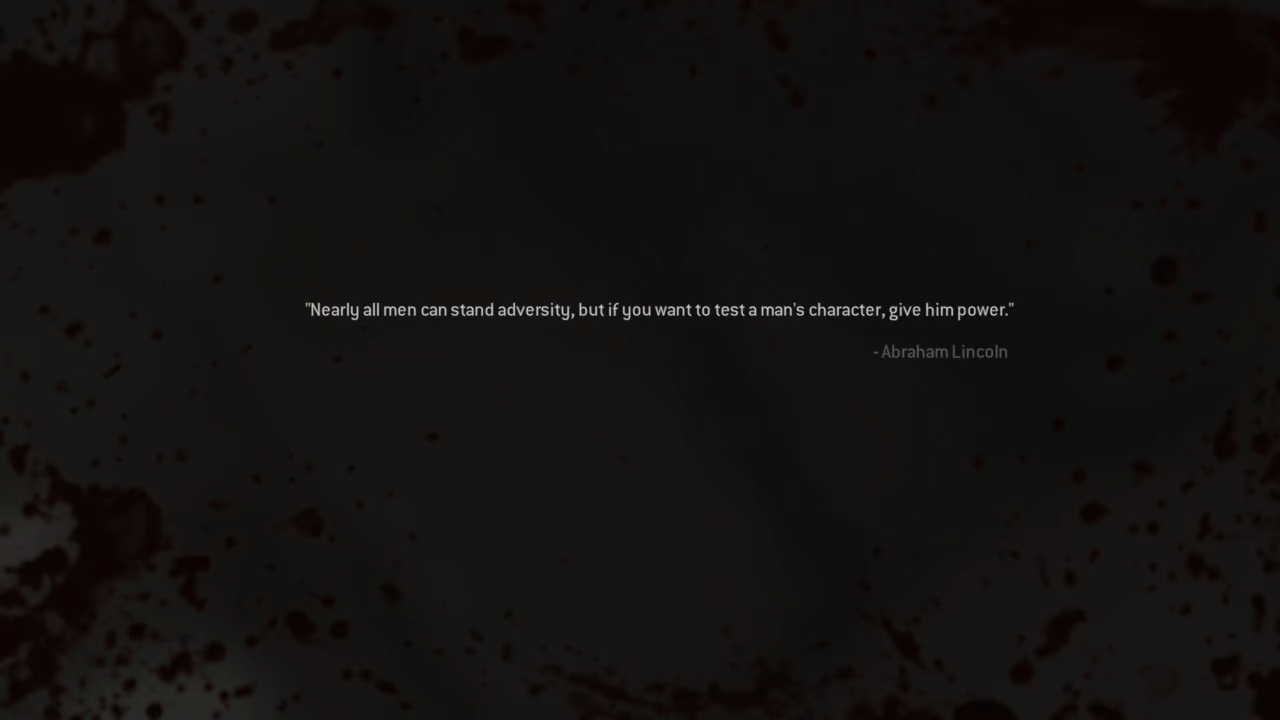 "Nearly all men can stand adversity, but if you want to test a man's character, give him power."
- Abraham Lincoln